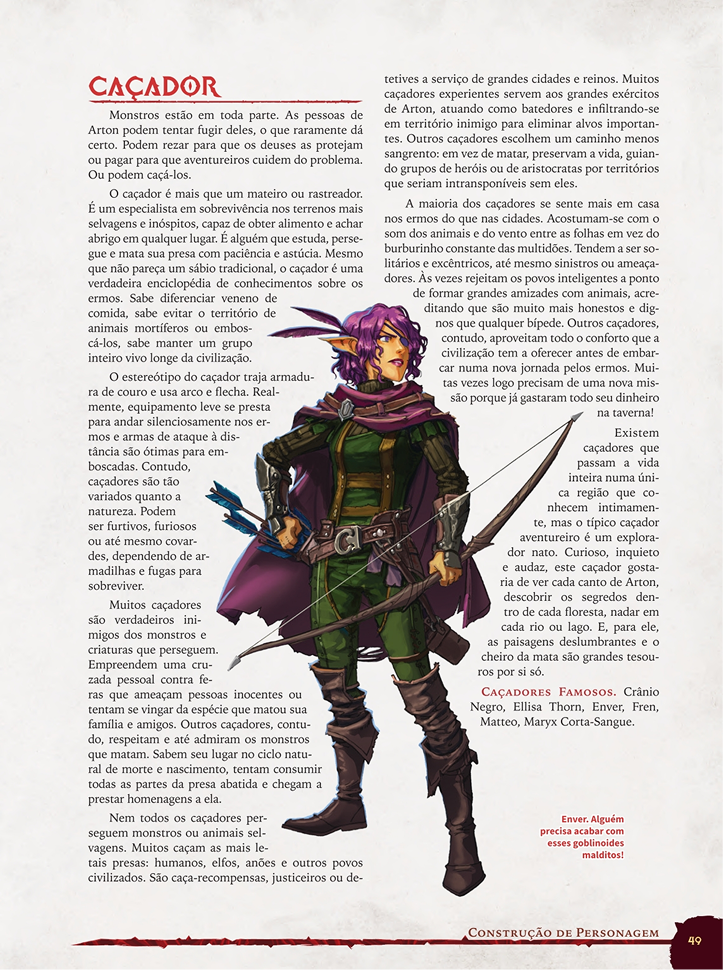 CAÇADOR
Monstros estão em toda parte. As pessoas de
Arton podem tentar fugir deles, o que raramente dá
certo. Podem rezar para que os deuses as protejam
ou pagar para que aventureiros cuidem do problema.
Ou podem caçá-los.
O caçador é mais que um mateiro ou rastreador.
É um especialista em sobrevivência nos terrenos mais
selvagens e inóspitos, capaz de obter alimento e achar
abrigo em qualquer lugar. É alguém que estuda, perse-
gue e mata sua presa com paciência e astúcia. Mesmo
que não pareça um sábio tradicional, o caçador é uma
verdadeira enciclopédia de conhecimentos sobre os
ermos. Sabe diferenciar veneno de
comida, sabe evitar o território de
animais mortíferos ou embos-
cá-los, sabe manter um grupo
inteiro vivo longe da civilização.
O estereótipo do caçador traja armadu-
ra de couro e usa arco e flecha. Real-
mente, equipamento leve se presta
para andar silenciosamente nos er-
mos e armas de ataque à dis-
tância são ótimas para em-
boscadas. Contudo,
caçadores são tão
variados quanto a
natureza. Podem
ser furtivos, furiosos
ou até mesmo covar-
des, dependendo de ar-
madilhas e fugas para
sobreviver.
Muitos caçadores
são verdadeiros ini-
migos dos monstros e
criaturas que perseguem.
Empreendem uma cru-
zada pessoal contra fe-
ras que ameaçam pessoas inocentes ou
tentam se vingar da espécie que matou sua
família e amigos. Outros caçadores, contu-
do, respeitam e até admiram os monstros
que matam. Sabem seu lugar no ciclo natu-
ral de morte e nascimento, tentam consumir
todas as partes da presa abatida e chegam a
prestar homenagens a ela.
Nem todos os caçadores per-
seguem monstros ou animais sel-
vagens. Muitos caçam as mais le-
tais presas: humanos, elfos, anões e outros povos
civilizados. São caça-recompensas, justiceiros ou de-
tetives a serviço de grandes cidades e reinos. Muitos
caçadores experientes servem aos grandes exércitos
de Arton, atuando como batedores e infiltrando-se
em território inimigo para eliminar alvos importan-
tes. Outros caçadores escolhem um caminho menos
sangrento: em vez de matar, preservam a vida, guian-
do grupos de heróis ou de aristocratas por territórios
que seriam intransponíveis sem eles.
A maioria dos caçadores se sente mais em casa
nos ermos do que nas cidades. Acostumam-se com o
som dos animais e do vento entre as folhas em vez do
burburinho constante das multidões. Tendem a ser so-
litários e excêntricos, até mesmo sinistros ou ameaça-
dores. Às vezes rejeitam os povos inteligentes a ponto
de formar grandes amizades com animais, acre-
ditando que são muito mais honestos e dig-
nos que qualquer bípede. Outros caçadores,
contudo, aproveitam todo o conforto que a
civilização tem a oferecer antes de embar-
car numa nova jornada pelos ermos. Mui-
tas vezes logo precisam de uma nova mis-
são porque já gastaram todo seu dinheiro
na taverna!
Existem
caçadores que
passam a vida
inteira numa úni-
ca região que co-
nhecem intimamen-
te, mas o típico caçador
aventureiro é um explora-
dor nato. Curioso, inquieto
e audaz, este caçador gosta-
ria de ver cada canto de Arton,
descobrir os segredos den-
tro de cada floresta, nadar em
cada rio ou lago. E, para ele,
as paisagens deslumbrantes e o
cheiro da mata são grandes tesou-
ros por si só.
Caçadores Famosos. Crânio
Negro, Ellisa Thorn, Enver, Fren,
Matteo, Maryx Corta-Sangue.
Enver. Alguém
precisa acabar com
esses goblinoides
malditos!
Construção de Personagem
49